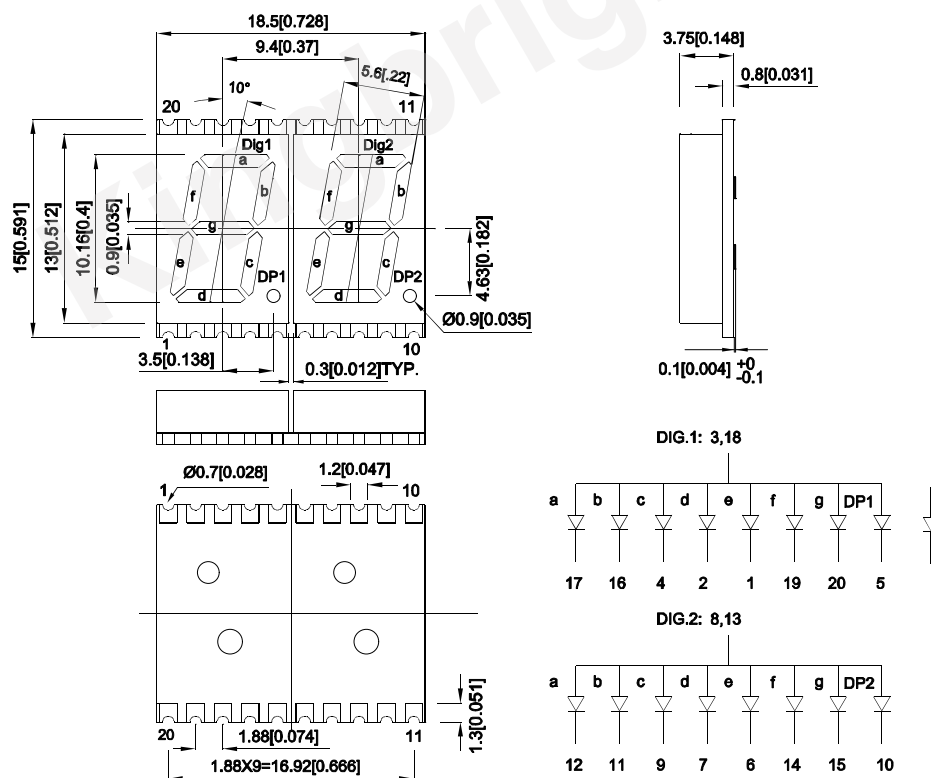 18.5[0.728]
9.4[0.37]
5.6[.22]
10°
20
11
Dig1
Dig2
a
b
f
g
e
c
d
DP1
a
b
f
g
e
c
d
DP2
15[0.591]
13[0.512]
10.16[0.4]
0.9[0.035]
4.63[0.182]
Ø0.9[0.035]
1
10
3.5[0.138]
0.3[0.012]TYP.
3.75[0.148]
0.8[0.031]
0.1[0.004] +0
-0.1
Ø0.7[0.028]
1.2[0.047]
1
10
20
11
1.88[0.074]
1.88X9=16.92[0.666]
1.3[0.051]
DIG.1: 3,18
a b c d e f g DP1
17 16 4 2 1 19 20 5
DIG.2: 8,13
a b c d e f g DP2
12 11 9 7 6 14 15 10
Kingbright